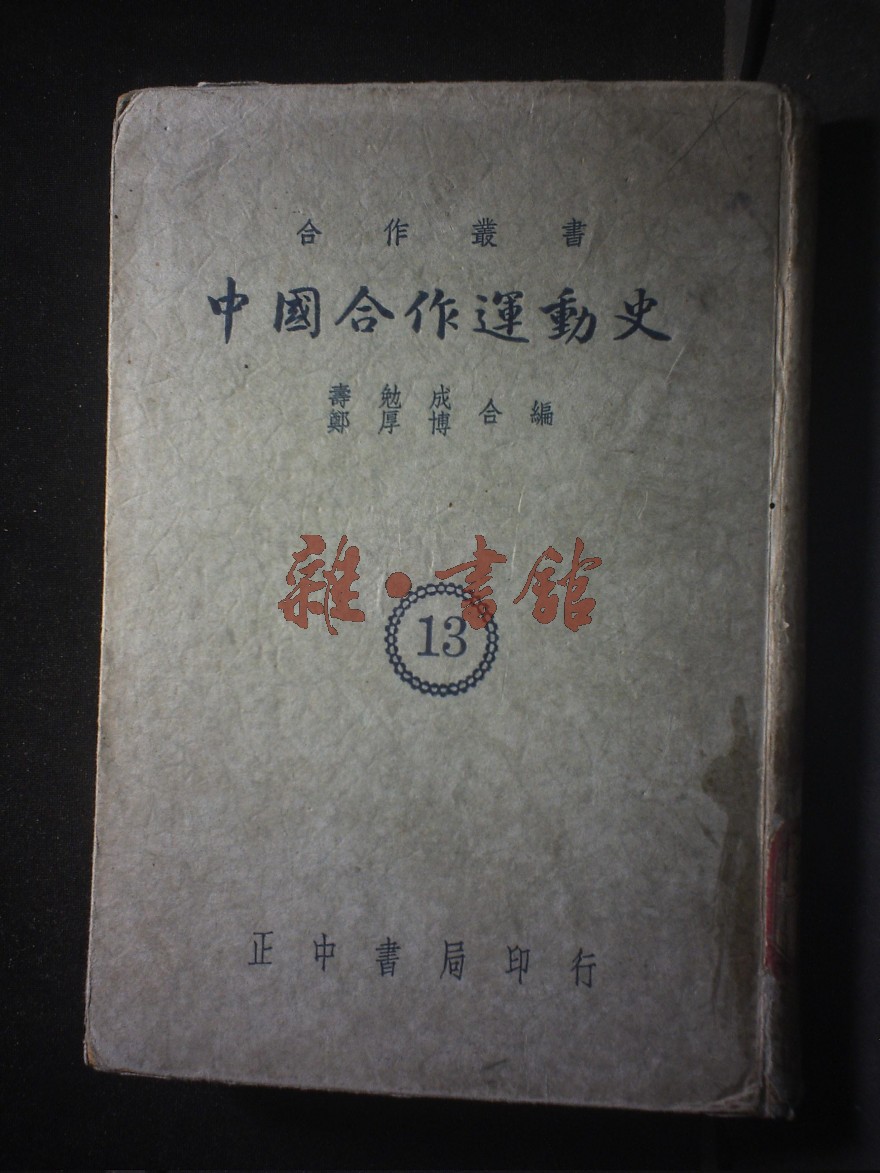 合作叢書
中國合作運動史
壽勉成
鄭厚博 合編
雜·書舘
13
正中書局印行